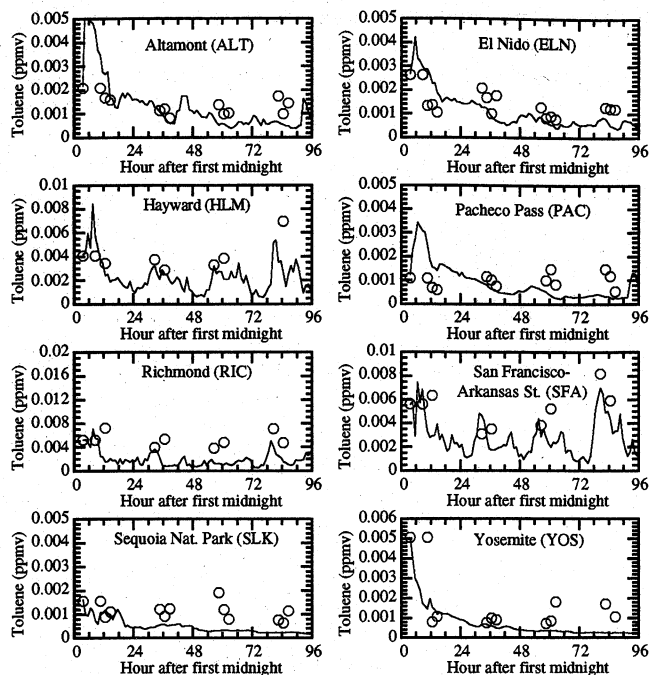 Altamont (ALT)
Toluene (ppmv)
0.005
0.004
0.003
0.002
0.001
0
0 24 48 72 96
Hour after first midnight
El Nido (ELN)
Toluene (ppmv)
0.005
0.004
0.003
0.002
0.001
0
0 24 48 72 96
Hour after first midnight
Hayward (HLM)
Toluene (ppmv)
0.01
0.008
0.006
0.004
0.002
0
0 24 48 72 96
Hour after first midnight
Pacheco Pass (PAC)
Toluene (ppmv)
0.005
0.004
0.003
0.002
0.001
0
0 24 48 72 96
Hour after first midnight
Richmond (RIC)
Toluene (ppmv)
0.02
0.016
0.012
0.008
0.004
0
0 24 48 72 96
Hour after first midnight
San Francisco-
Arkansas St. (SFA)
Toluene (ppmv)
0.01
0.008
0.006
0.004
0.002
0
0 24 48 72 96
Hour after first midnight
Sequoia Nat. Park (SLK)
Toluene (ppmv)
0.005
0.004
0.003
0.002
0.001
0
0 24 48 72 96
Hour after first midnight
Yosemite (YOS)
Toluene (ppmv)
0.006
0.005
0.004
0.003
0.002
0.001
0
0 24 48 72 96
Hour after first midnight